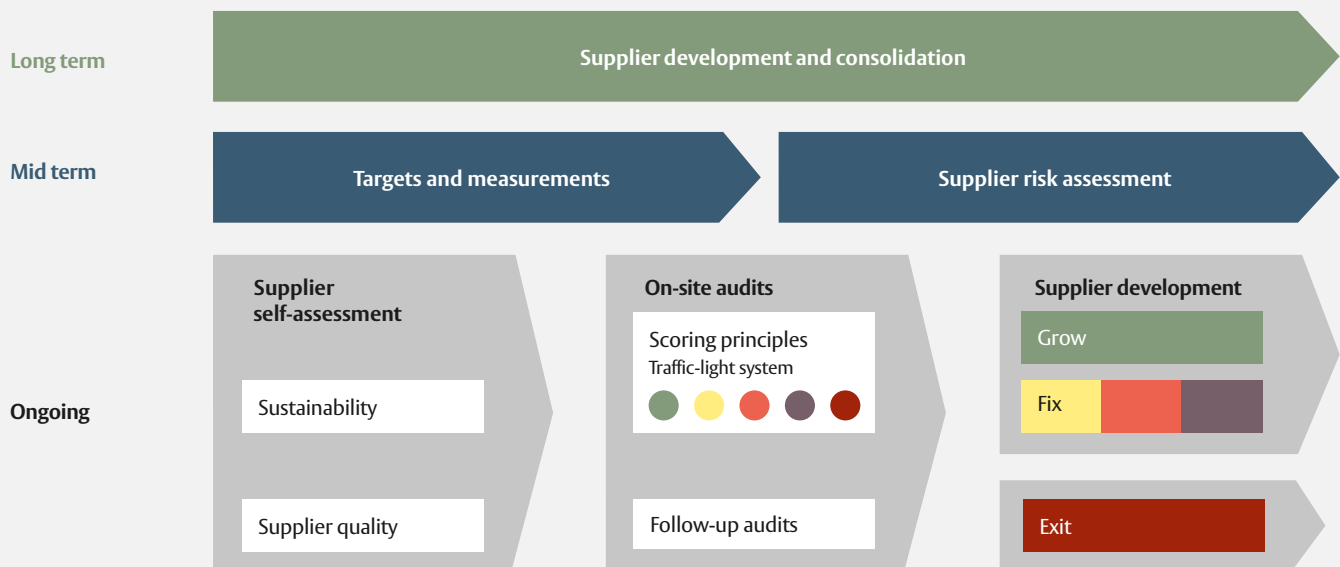 Long term
Supplier development and consolidation
Mid term
Targets and measurements
Supplier risk assessment
Ongoing
Supplier
self-assessment
Sustainability
Supplier quality
On-site audits
Scoring principles
Traffic-light system
Follow-up audits
Supplier development
Grow
Fix
Exit